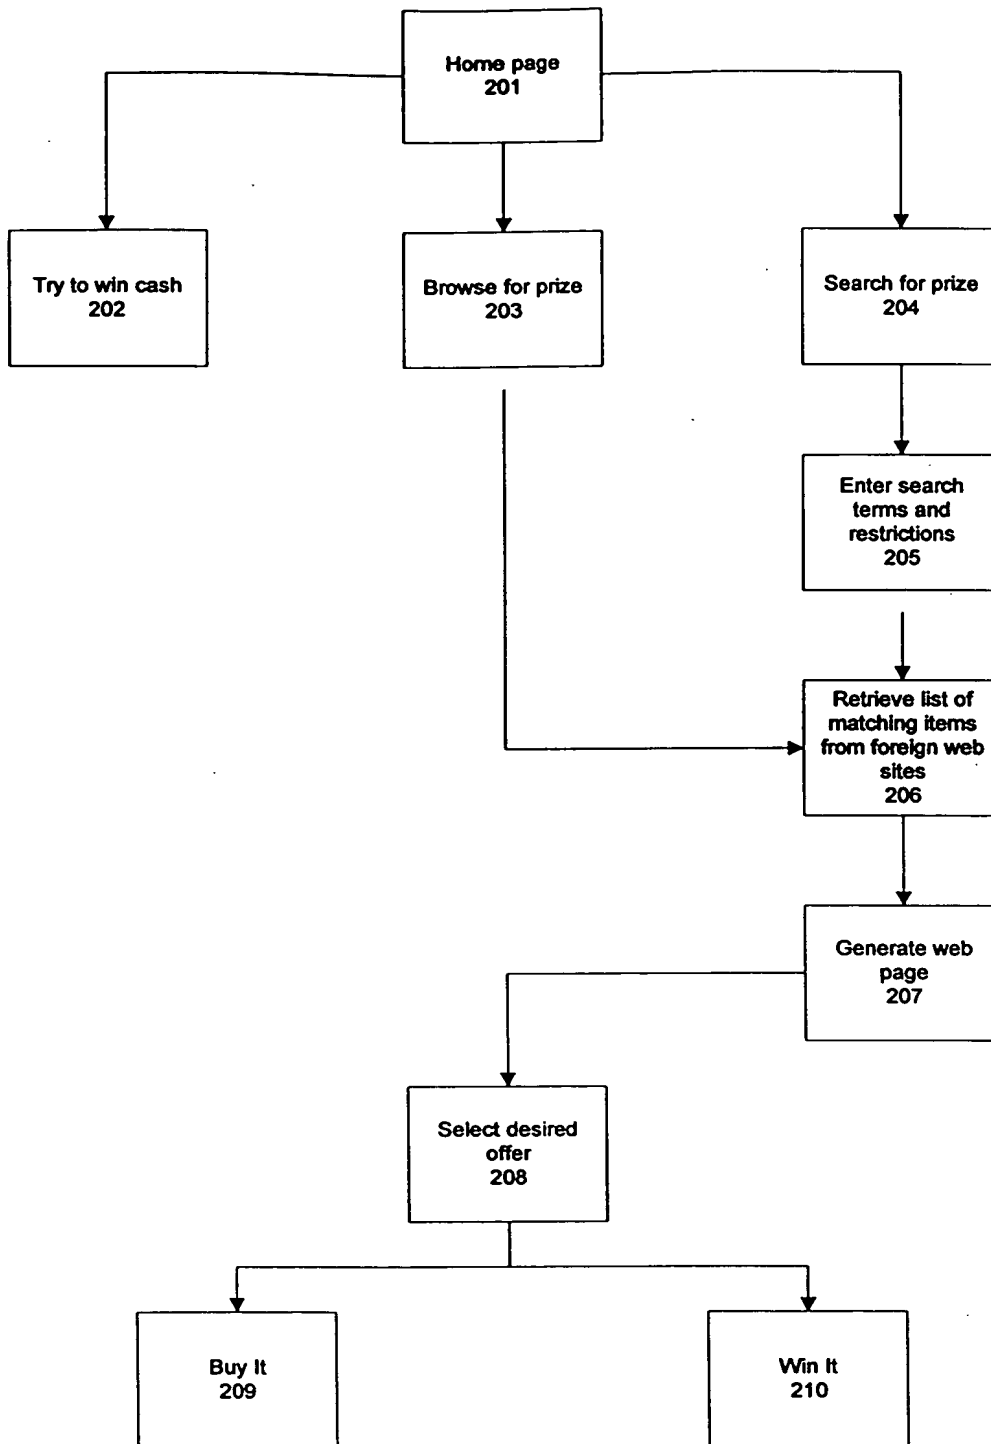 Home page
201
Try to win cash
202
Browse for prize
203
Search for prize
204
Enter search
terms and
restrictions
205
Retrieve list of
matching items
from foreign web
sites
206
Generate web
page
207
Select desired
offer
208
Buy It
209
Win It
210